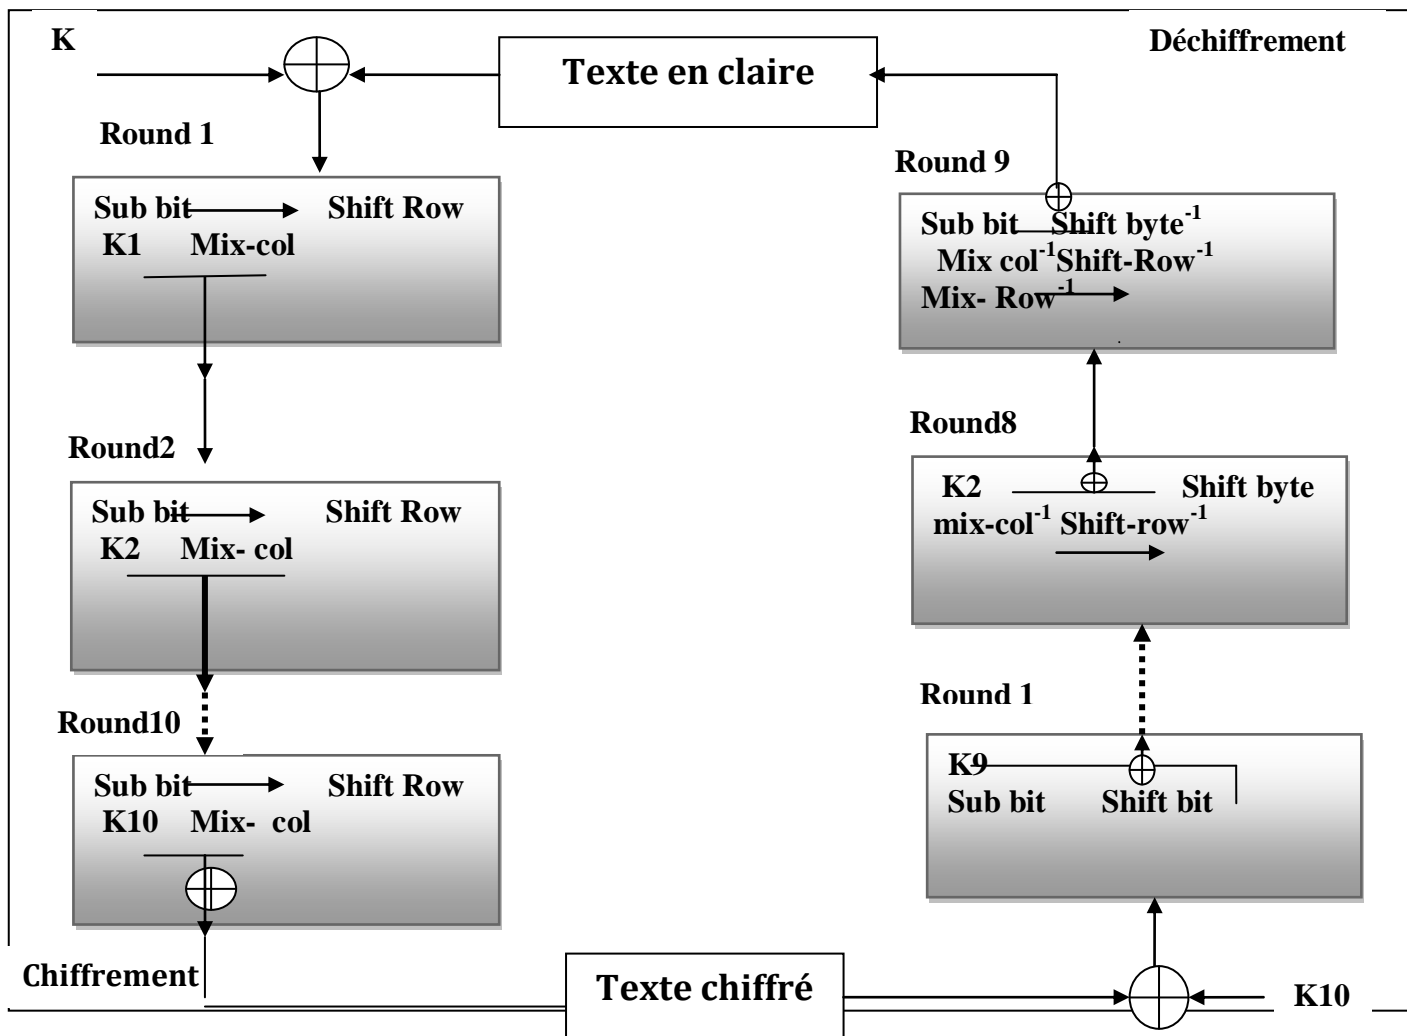 K
Texte en claire
Déchiffrement
Round 1
Sub bit Shift Row
K1 Mix-col
Round2
Sub bit Shift Row
K2 Mix- col
Round10
Sub bit Shift Row
K10 Mix- col
Chiffrement
Texte chiffré
Round 9
Sub bit Shift byte⁻¹
Mix col⁻¹Shift-Row⁻¹
Mix- Row⁻¹
Round8
K2 Shift byte
mix-col⁻¹ Shift-row⁻¹
Round 1
K9
Sub bit Shift bit
K10